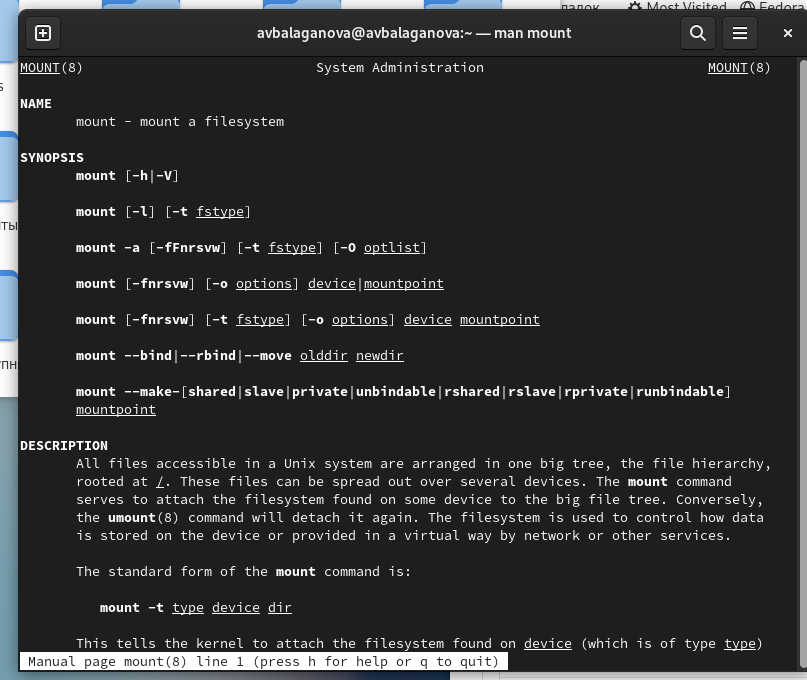 папок Most Visited Fedora
avbalaganova@avbalaganova:~ — man mount
MOUNT(8) System Administration MOUNT(8)
NAME
mount - mount a filesystem
SYNOPSIS
mount [-h|-V]
mount [-l] [-t fstype]
mount -a [-fFnrsvw] [-t fstype] [-O optlist]
mount [-fnrsvw] [-o options] device|mountpoint
mount [-fnrsvw] [-t fstype] [-o options] device mountpoint
mount --bind|--rbind|--move olddir newdir
mount --make-[shared|slave|private|unbindable|rshared|rslave|rprivate|runbindable]
mountpoint
DESCRIPTION
All files accessible in a Unix system are arranged in one big tree, the file hierarchy,
rooted at /. These files can be spread out over several devices. The mount command
serves to attach the filesystem found on some device to the big file tree. Conversely,
the umount(8) command will detach it again. The filesystem is used to control how data
is stored on the device or provided in a virtual way by network or other services.
The standard form of the mount command is:
mount -t type device dir
This tells the kernel to attach the filesystem found on device (which is of type type)
Manual page mount(8) line 1 (press h for help or q to quit)